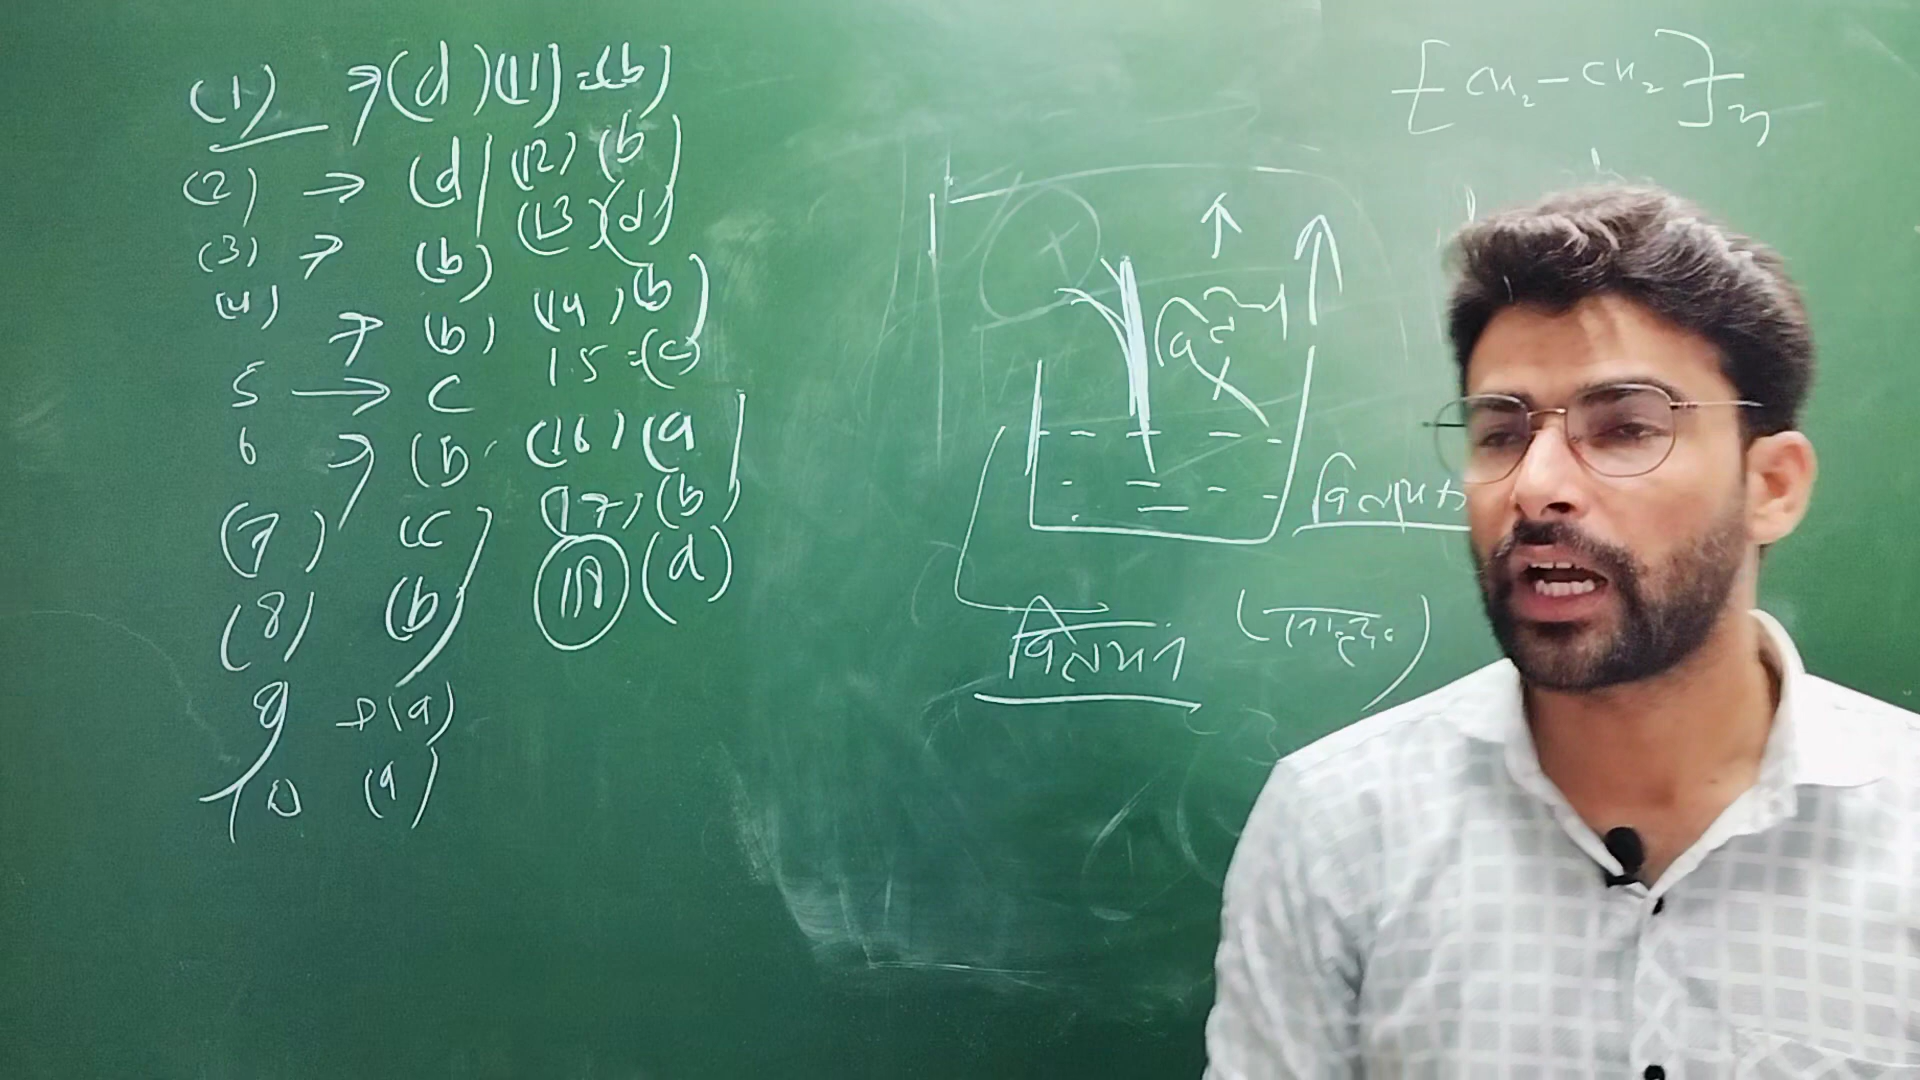 (1) → (d) (11) = (b)
(2) → (d) (12) (b)
(13) (d)
(3) → (b)
(4) → (b) (14) (b)
5 → c 15 = (c)
6 → (b) (16) (a)
(7) (c) (17) (b)
(8) (b) (18) (d)
9 → (a)
10 (a)
[CH2-CH2]n
विलायक
विलयन